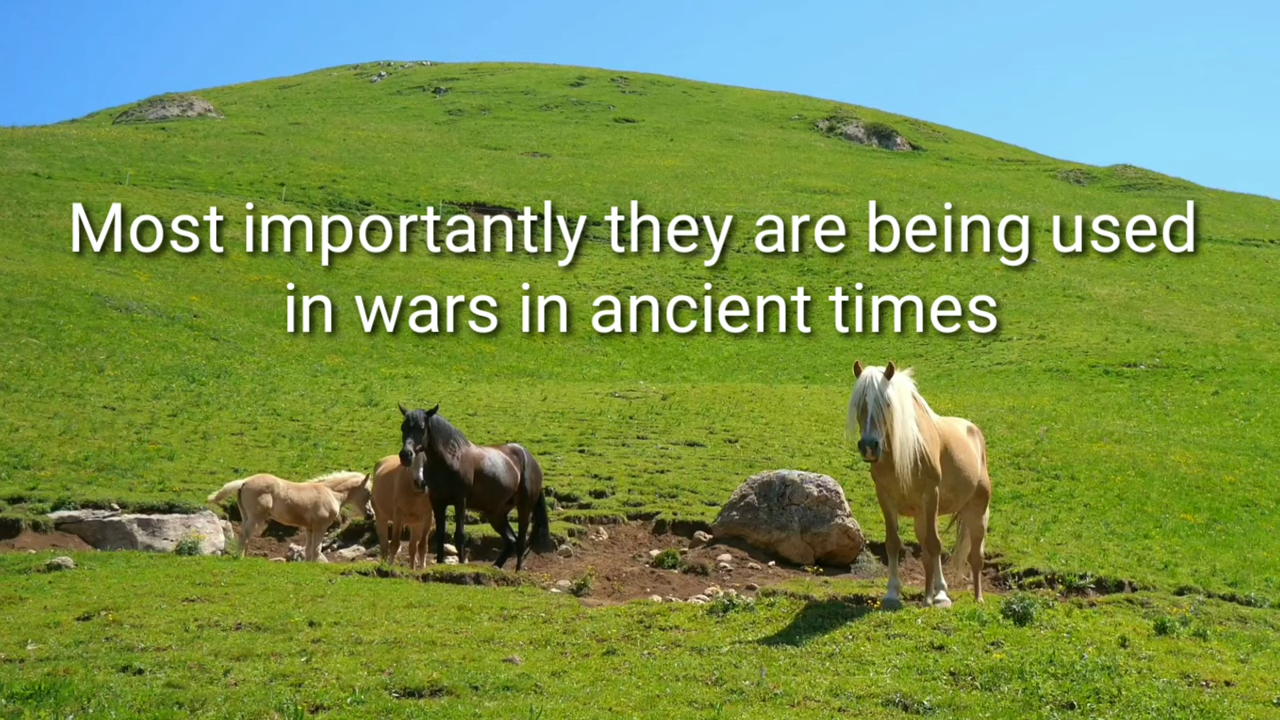 Most importantly they are being used
in wars in ancient times